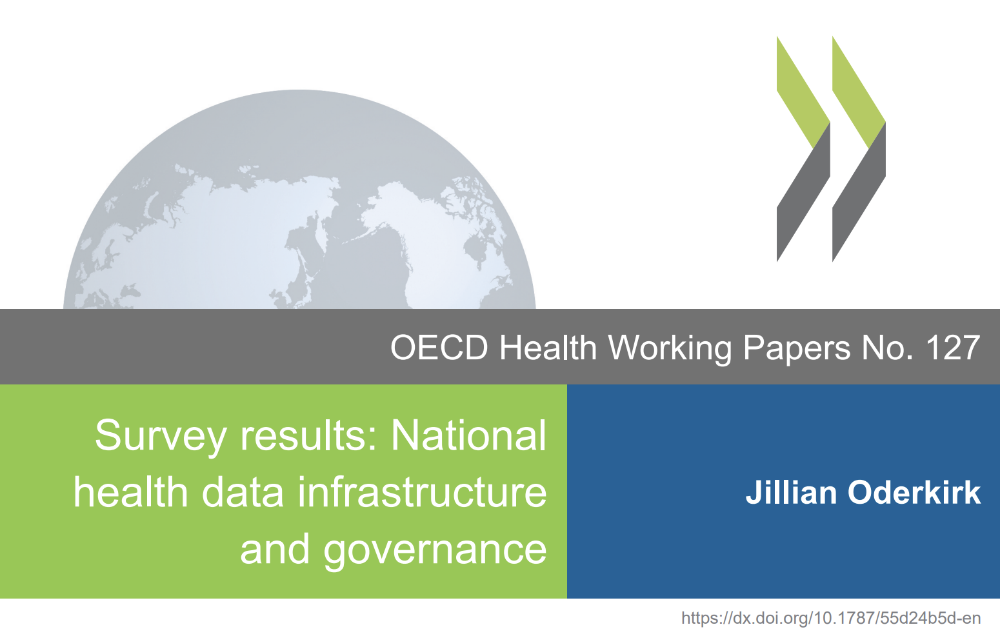 OECD Health Working Papers No. 127
Survey results: National
health data infrastructure
and governance
Jillian Oderkirk
https://dx.doi.org/10.1787/55d24b5d-en